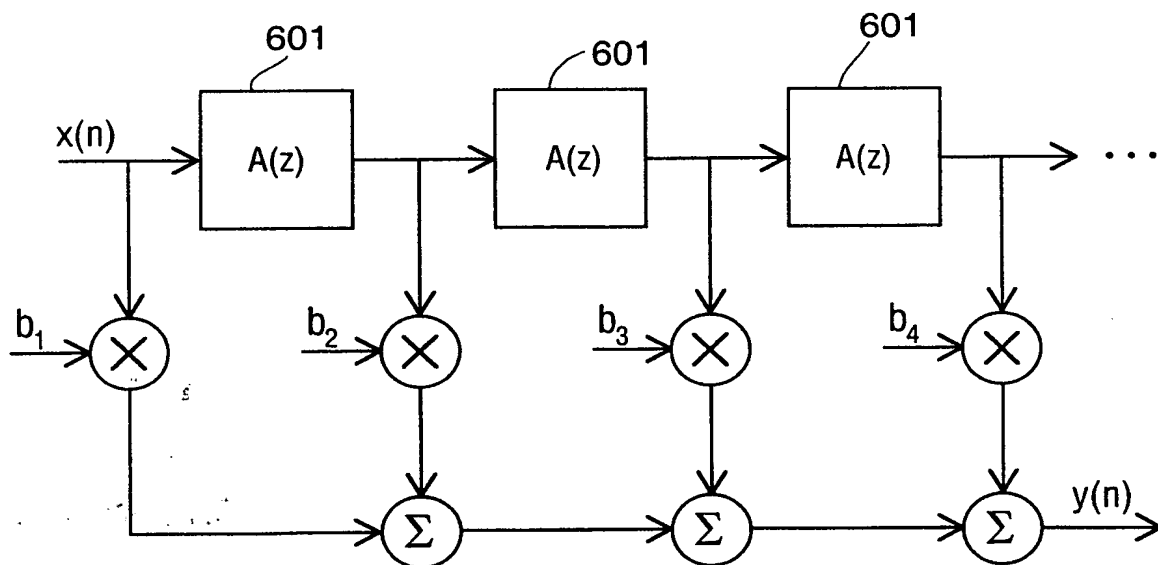 601 601 601
x(n) A(z) A(z) A(z) ...
b₁ × b₂ × b₃ × b₄ ×
Σ Σ Σ y(n)